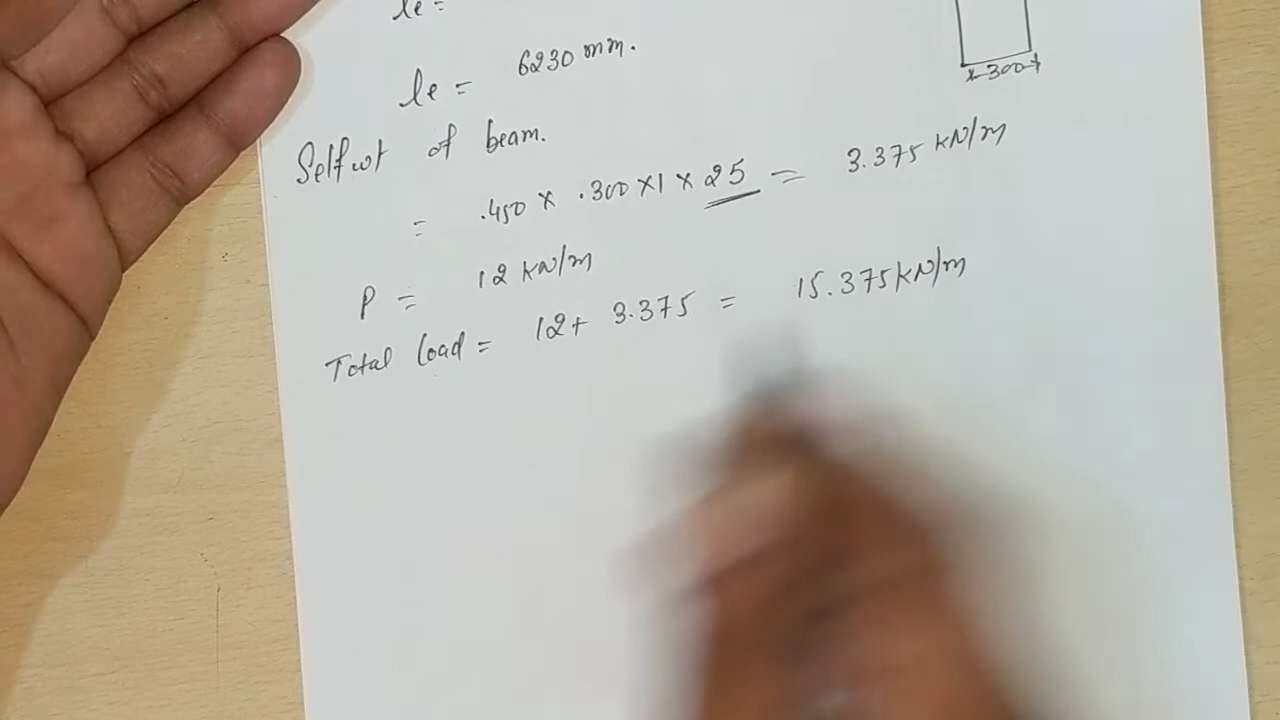 le =
le = 6230 mm.
x 300 x
Selfwt of beam.
= .450 x .300 x 1 x 25 = 3.375 kN/m
P = 12 kN/m
Total load = 12 + 3.375 = 15.375 kN/m